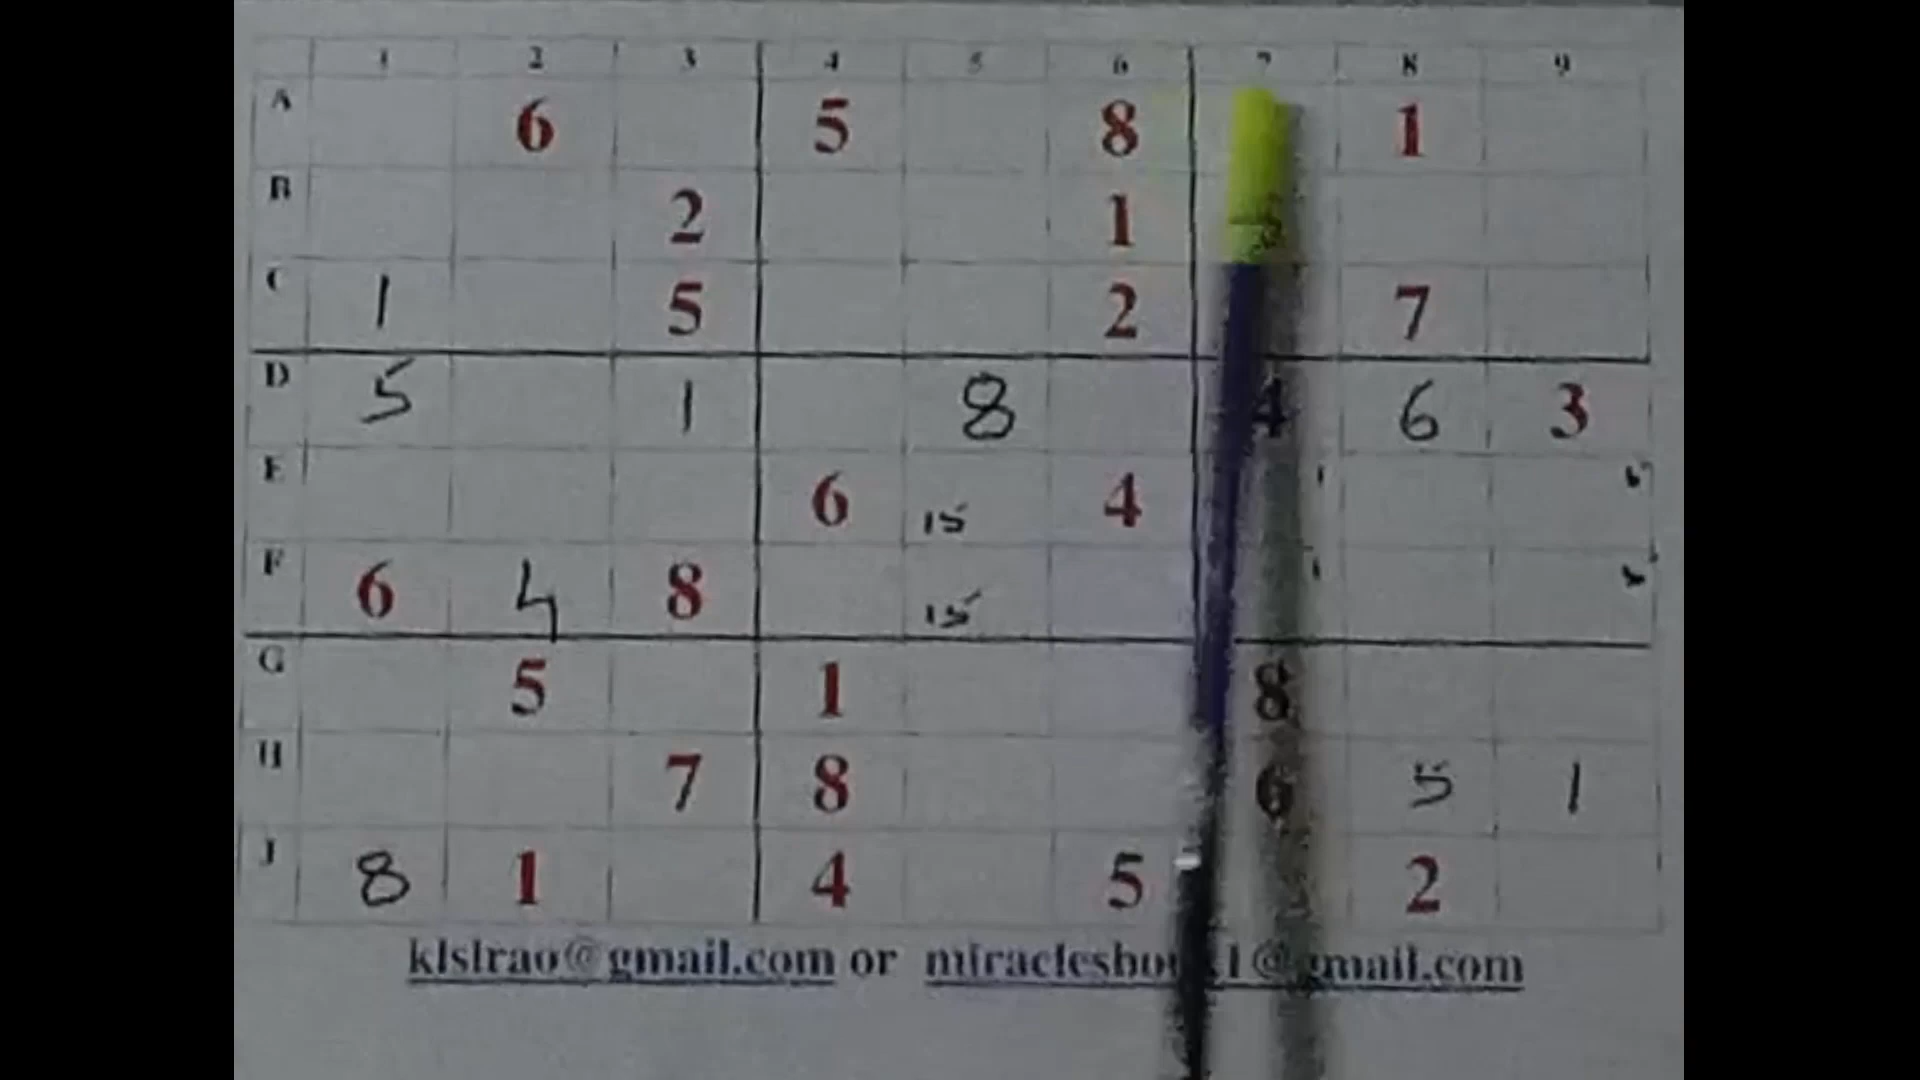 1 2 3 4 5 6 7 8 9
A 6 5 8 1
B 2 1
C 1 5 2 7
D 5 1 8 4 6 3
E 6 15 4
F 6 4 8 15
G 5 1 8
H 7 8 6 5 1
J 8 1 4 5 2
klslrao@gmail.com or